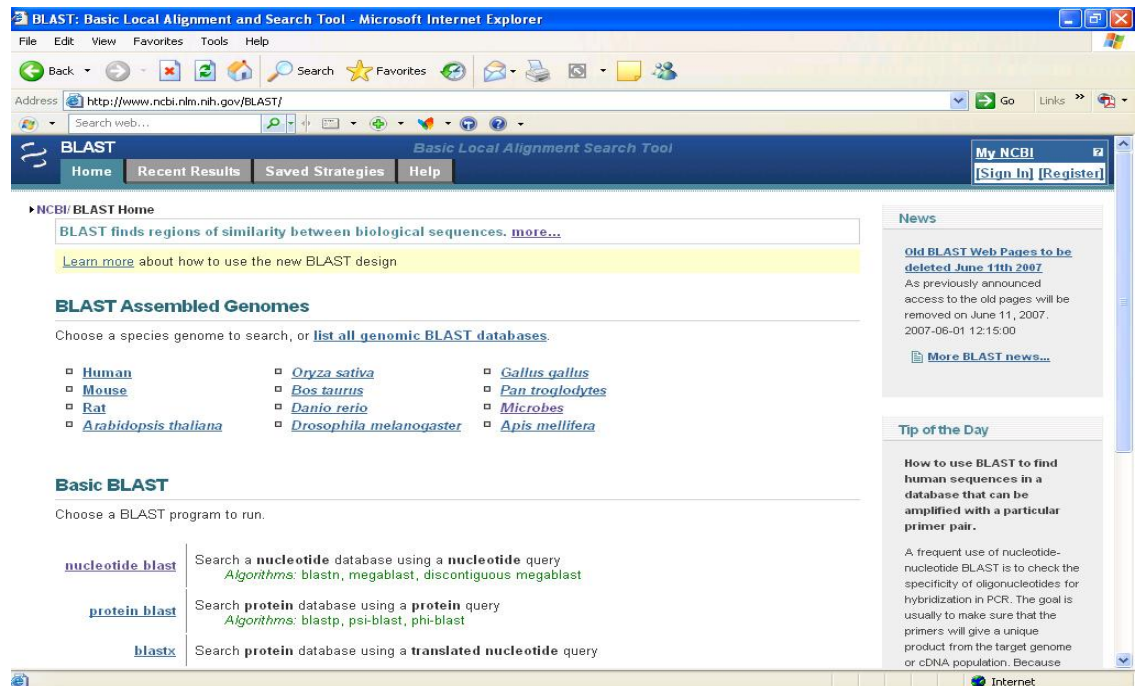 BLAST: Basic Local Alignment and Search Tool - Microsoft Internet Explorer
File Edit View Favorites Tools Help
Back Search Favorites
Address http://www.ncbi.nlm.nih.gov/BLAST/ Go Links »
Search web...
BLAST Basic Local Alignment Search Tool
My NCBI ?
Home Recent Results Saved Strategies Help
[Sign In] [Register]
NCBI/ BLAST Home
BLAST finds regions of similarity between biological sequences. more...
Learn more about how to use the new BLAST design
BLAST Assembled Genomes
Choose a species genome to search, or list all genomic BLAST databases.
Human
Mouse
Rat
Arabidopsis thaliana
Oryza sativa
Bos taurus
Danio rerio
Drosophila melanogaster
Gallus gallus
Pan troglodytes
Microbes
Apis mellifera
Basic BLAST
Choose a BLAST program to run.
nucleotide blast Search a nucleotide database using a nucleotide query
Algorithms: blastn, megablast, discontiguous megablast
protein blast Search protein database using a protein query
Algorithms: blastp, psi-blast, phi-blast
blastx Search protein database using a translated nucleotide query
News
Old BLAST Web Pages to be
deleted June 11th 2007
As previously announced
access to the old pages will be
removed on June 11, 2007.
2007-06-01 12:15:00
More BLAST news...
Tip of the Day
How to use BLAST to find
human sequences in a
database that can be
amplified with a particular
primer pair.
A frequent use of nucleotide-
nucleotide BLAST is to check the
specificity of oligonucleotides for
hybridization in PCR. The goal is
usually to make sure that the
primers will give a unique
product from the target genome
or cDNA population. Because
Internet